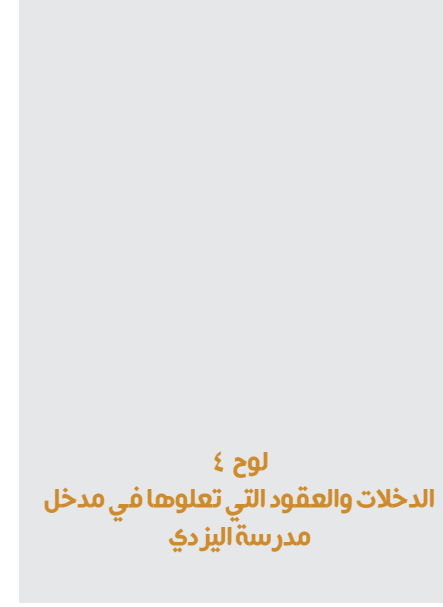 لوح ٤
الدخلات والعقود التي تعلوها في مدخل
مدرسة اليزدي